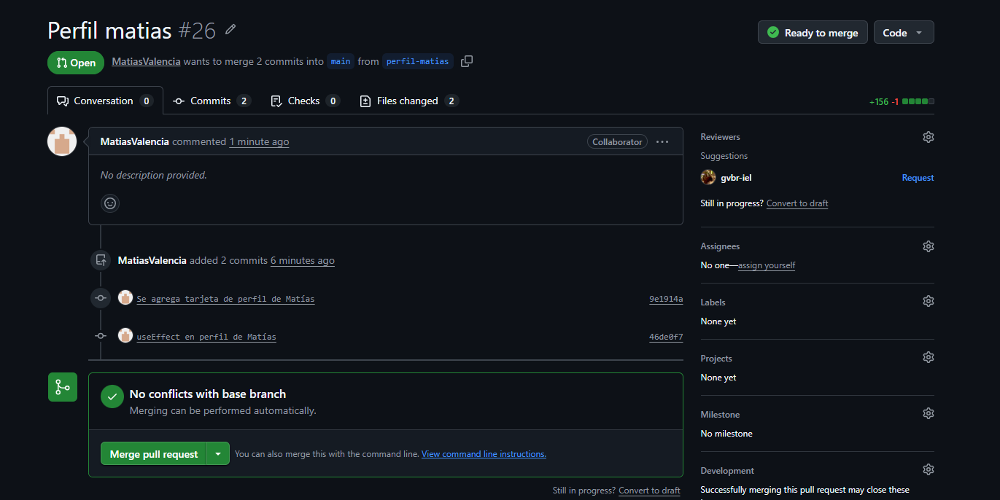 Perfil matias #26
Ready to merge
Code
Open
MatiasValencia wants to merge 2 commits into main from perfil-matias
Conversation 0
Commits 2
Checks 0
Files changed 2
+156 -1
MatiasValencia commented 1 minute ago
Collaborator
No description provided.
MatiasValencia added 2 commits 6 minutes ago
Se agrega tarjeta de perfil de Matías
9e1914a
useEffect en perfil de Matías
46de0f7
No conflicts with base branch
Merging can be performed automatically.
Merge pull request
You can also merge this with the command line. View command line instructions.
Still in progress? Convert to draft
Reviewers
Suggestions
gvbr-iel
Request
Still in progress? Convert to draft
Assignees
No one—assign yourself
Labels
None yet
Projects
None yet
Milestone
No milestone
Development
Successfully merging this pull request may close these